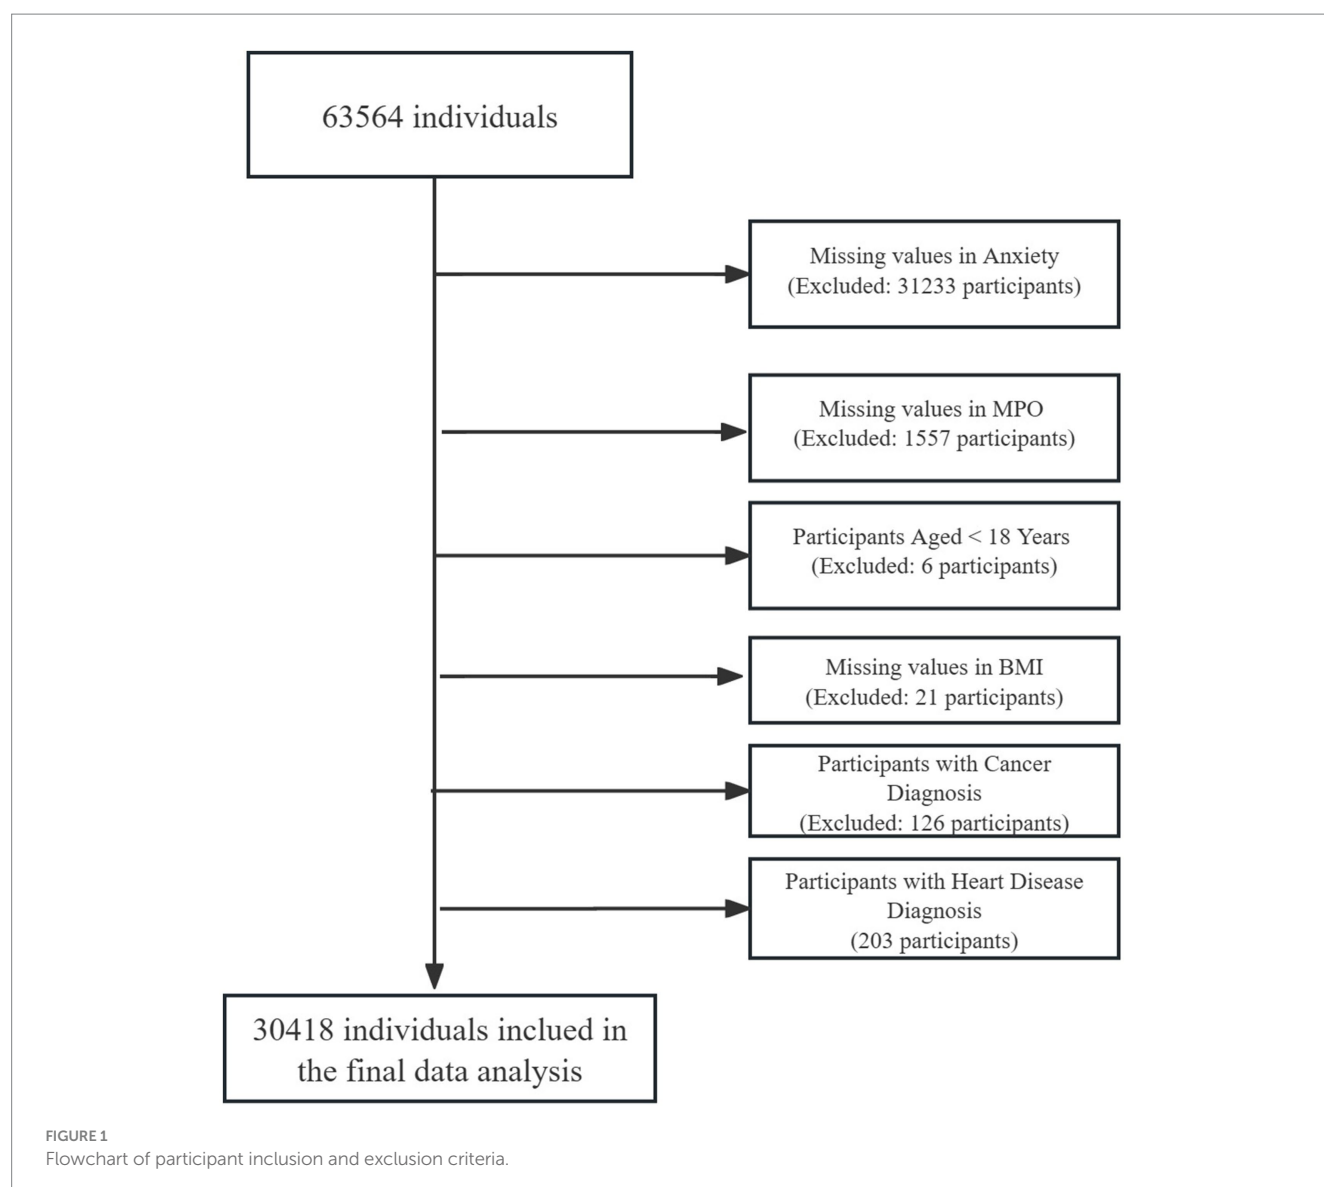 63564 individuals
Missing values in Anxiety
(Excluded: 31233 participants)
Missing values in MPO
(Excluded: 1557 participants)
Participants Aged < 18 Years
(Excluded: 6 participants)
Missing values in BMI
(Excluded: 21 participants)
Participants with Cancer
Diagnosis
(Excluded: 126 participants)
Participants with Heart Disease
Diagnosis
(203 participants)
30418 individuals inclued in
the final data analysis
FIGURE 1
Flowchart of participant inclusion and exclusion criteria.